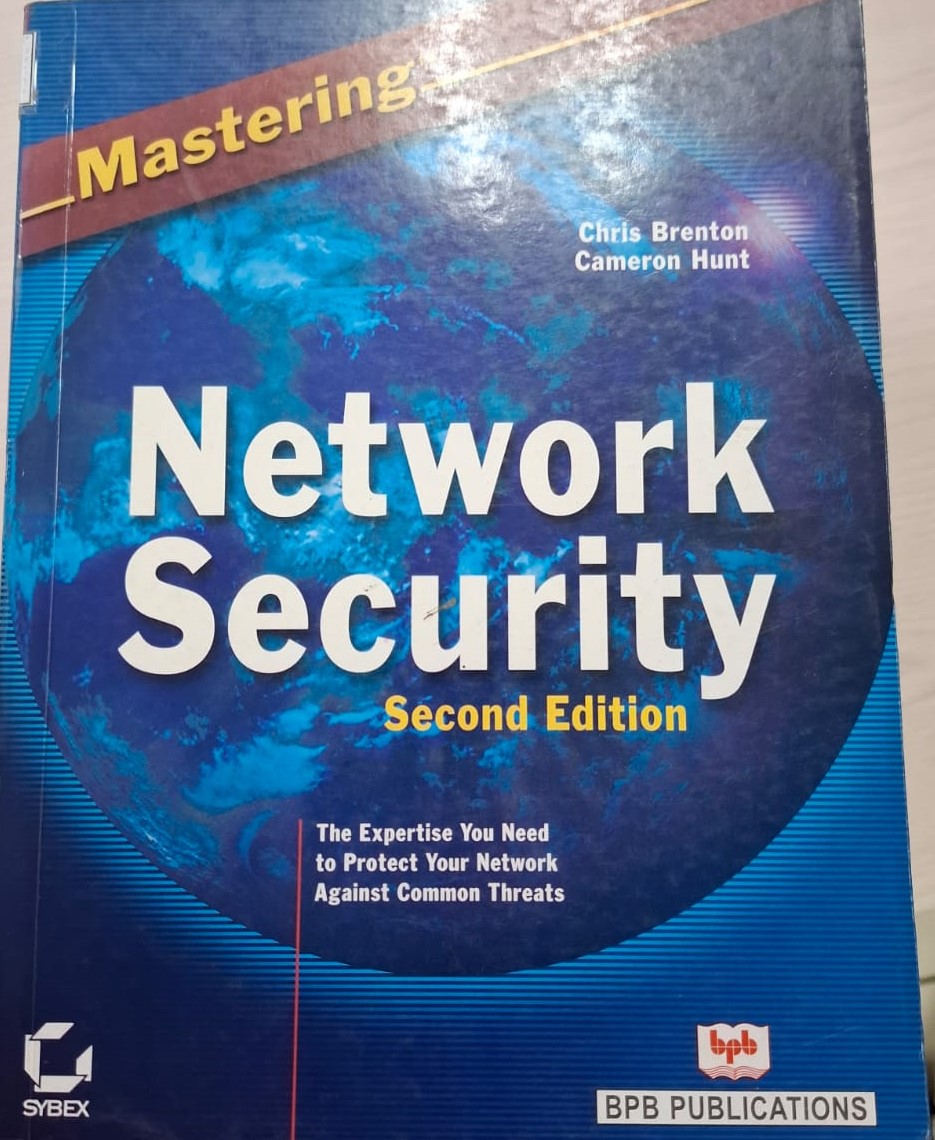 Mastering
Chris Brenton
Cameron Hunt
Network
Security
Second Edition
The Expertise You Need
to Protect Your Network
Against Common Threats
SYBEX
bpb
BPB PUBLICATIONS